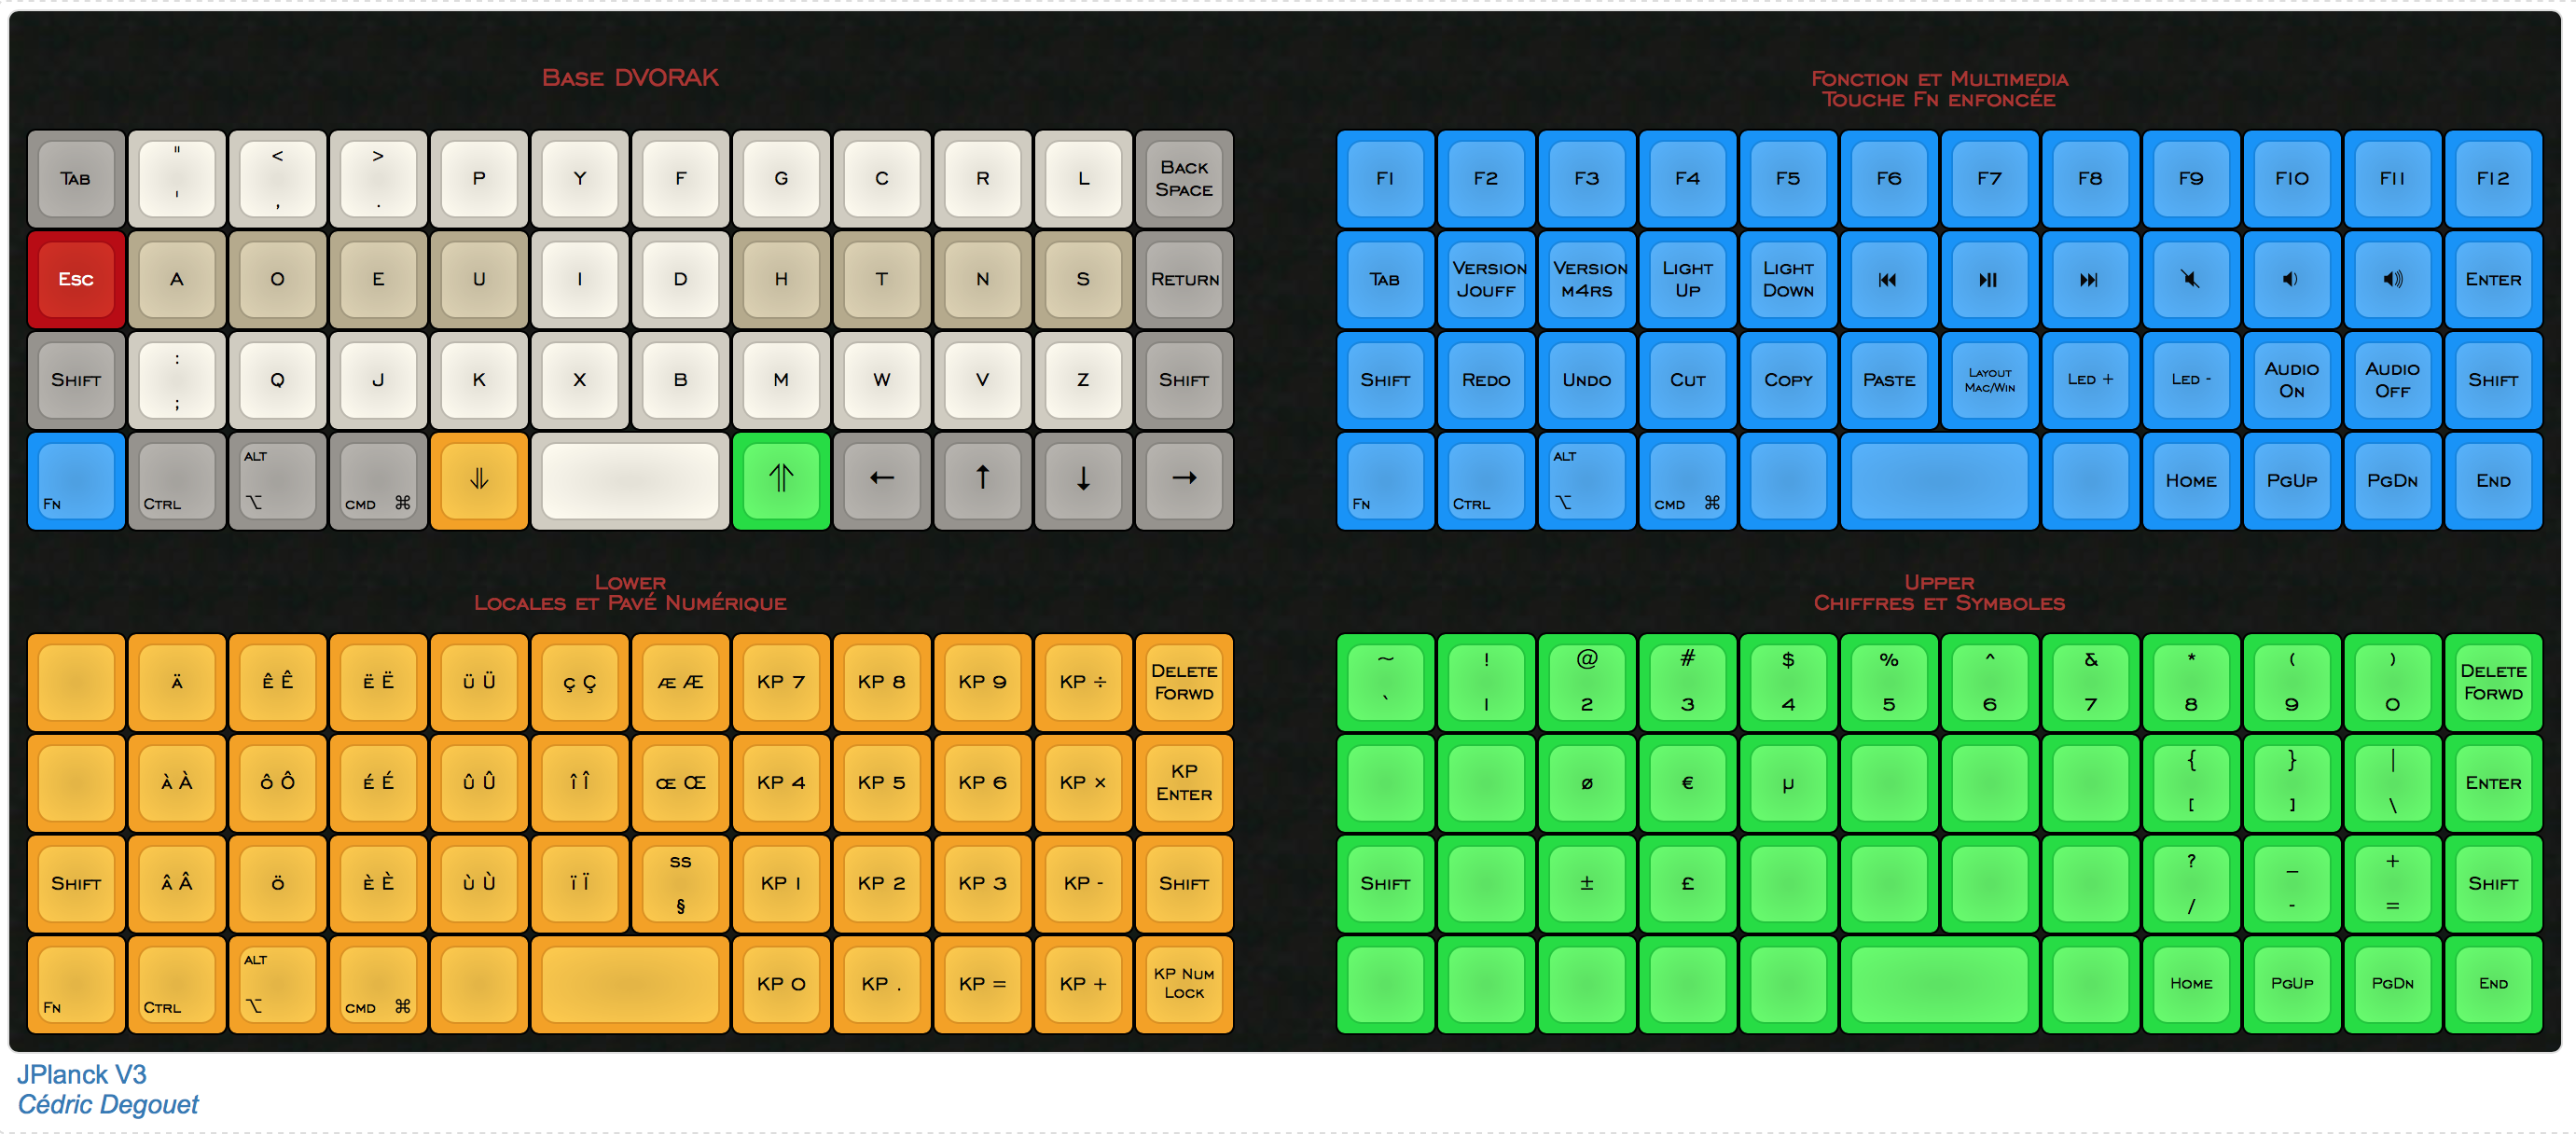 Base DVORAK
Tab " ' < , > . P Y F G C R L Back Space
Esc A O E U I D H T N S Return
Shift : ; Q J K X B M W V Z Shift
Fn Ctrl Alt ⌥ cmd ⌘ ⇓ ⇑ ← ↑ ↓ →
Fonction et Multimedia
Touche Fn enfoncée
F1 F2 F3 F4 F5 F6 F7 F8 F9 F10 F11 F12
Tab Version Jouff Version m4rs Light Up Light Down Enter
Shift Redo Undo Cut Copy Paste Layout Mac/Win Led + Led - Audio On Audio Off Shift
Fn Ctrl Alt ⌥ cmd ⌘ Home PgUp PgDn End
Lower
Locales et Pavé Numérique
Ä Ê Ê Ë Ë Ü Ü Ç Ç Æ Æ KP 7 KP 8 KP 9 KP ÷ Delete Forwd
À À Ô Ô É É Û Û Î Î Œ Œ KP 4 KP 5 KP 6 KP × KP Enter
Shift Â Â Ö È È Ù Ù Ï Ï SS § KP 1 KP 2 KP 3 KP - Shift
Fn Ctrl Alt ⌥ cmd ⌘ KP 0 KP . KP = KP + KP Num Lock
Upper
Chiffres et Symboles
~ ` ! 1 @ 2 # 3 $ 4 % 5 ^ 6 & 7 * 8 ( 9 ) 0 Delete Forwd
ø € µ { [ } ] | \ Enter
Shift ± £ ? / _ - + = Shift
Home PgUp PgDn End
JPlanck V3
Cédric Degouet